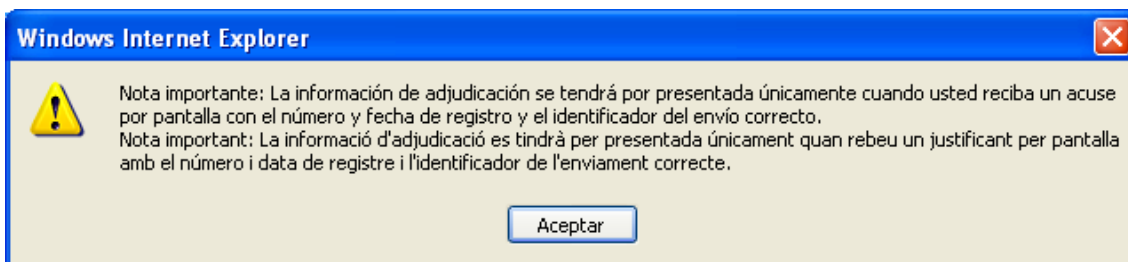 Windows Internet Explorer
Nota importante: La información de adjudicación se tendrá por presentada únicamente cuando usted reciba un acuse
por pantalla con el número y fecha de registro y el identificador del envío correcto.
Nota important: La informació d'adjudicació es tindrà per presentada únicament quan rebeu un justificant per pantalla
amb el número i data de registre i l'identificador de l'enviament correcte.
Aceptar